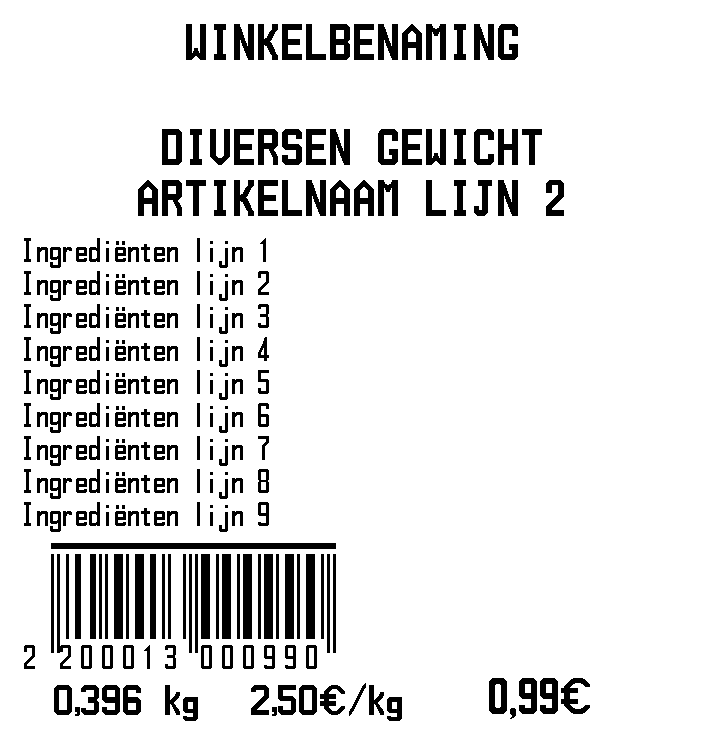 WINKELBENAMING
DIVERSEN GEWICHT
ARTIKELNAAM LIJN 2
Ingrediënten lijn 1
Ingrediënten lijn 2
Ingrediënten lijn 3
Ingrediënten lijn 4
Ingrediënten lijn 5
Ingrediënten lijn 6
Ingrediënten lijn 7
Ingrediënten lijn 8
Ingrediënten lijn 9
2 200013 000990
0,396 kg 2,50€/kg 0,99€